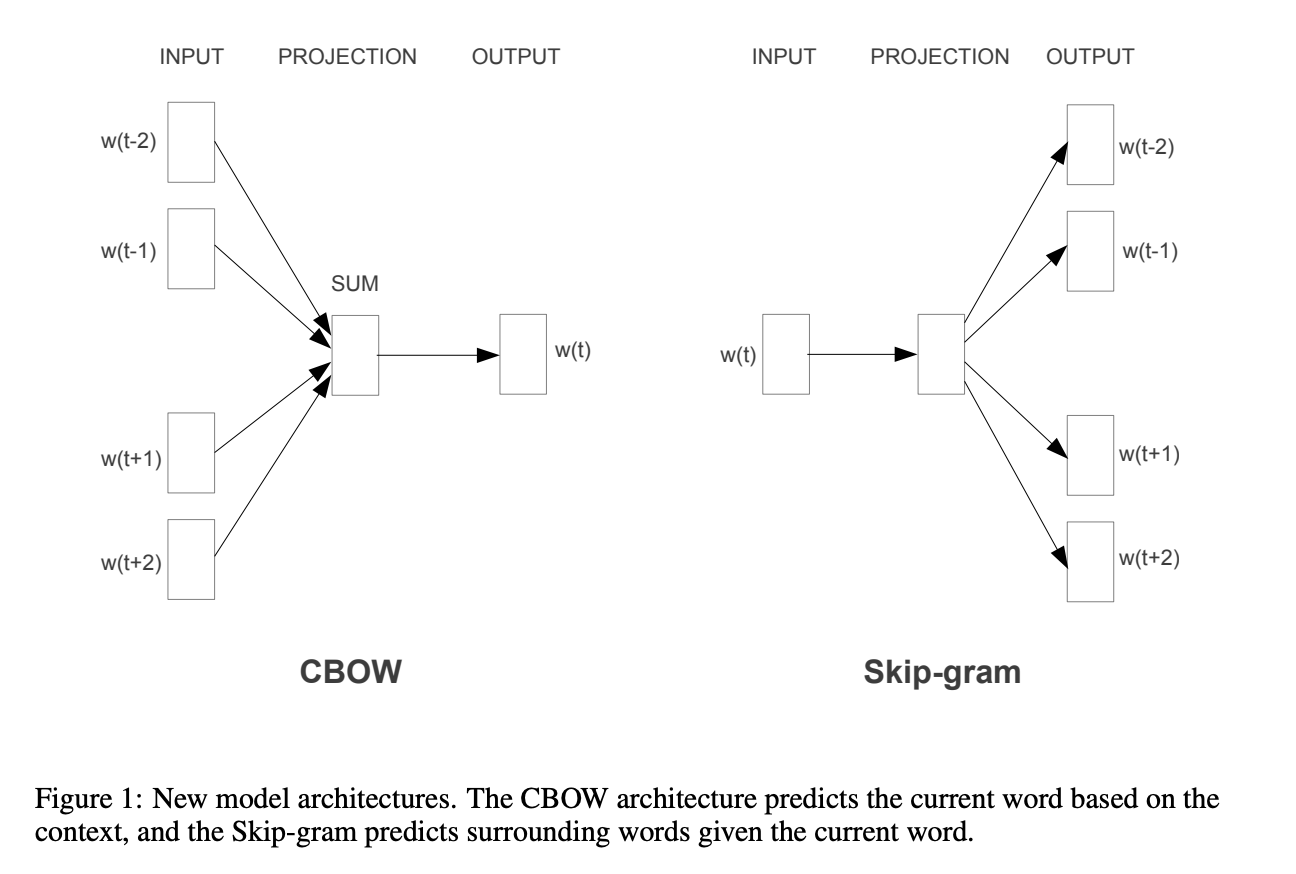 INPUT PROJECTION OUTPUT
w(t-2)
w(t-1)
SUM
w(t)
w(t+1)
w(t+2)
CBOW
INPUT PROJECTION OUTPUT
w(t-2)
w(t-1)
w(t)
w(t+1)
w(t+2)
Skip-gram
Figure 1: New model architectures. The CBOW architecture predicts the current word based on the
context, and the Skip-gram predicts surrounding words given the current word.